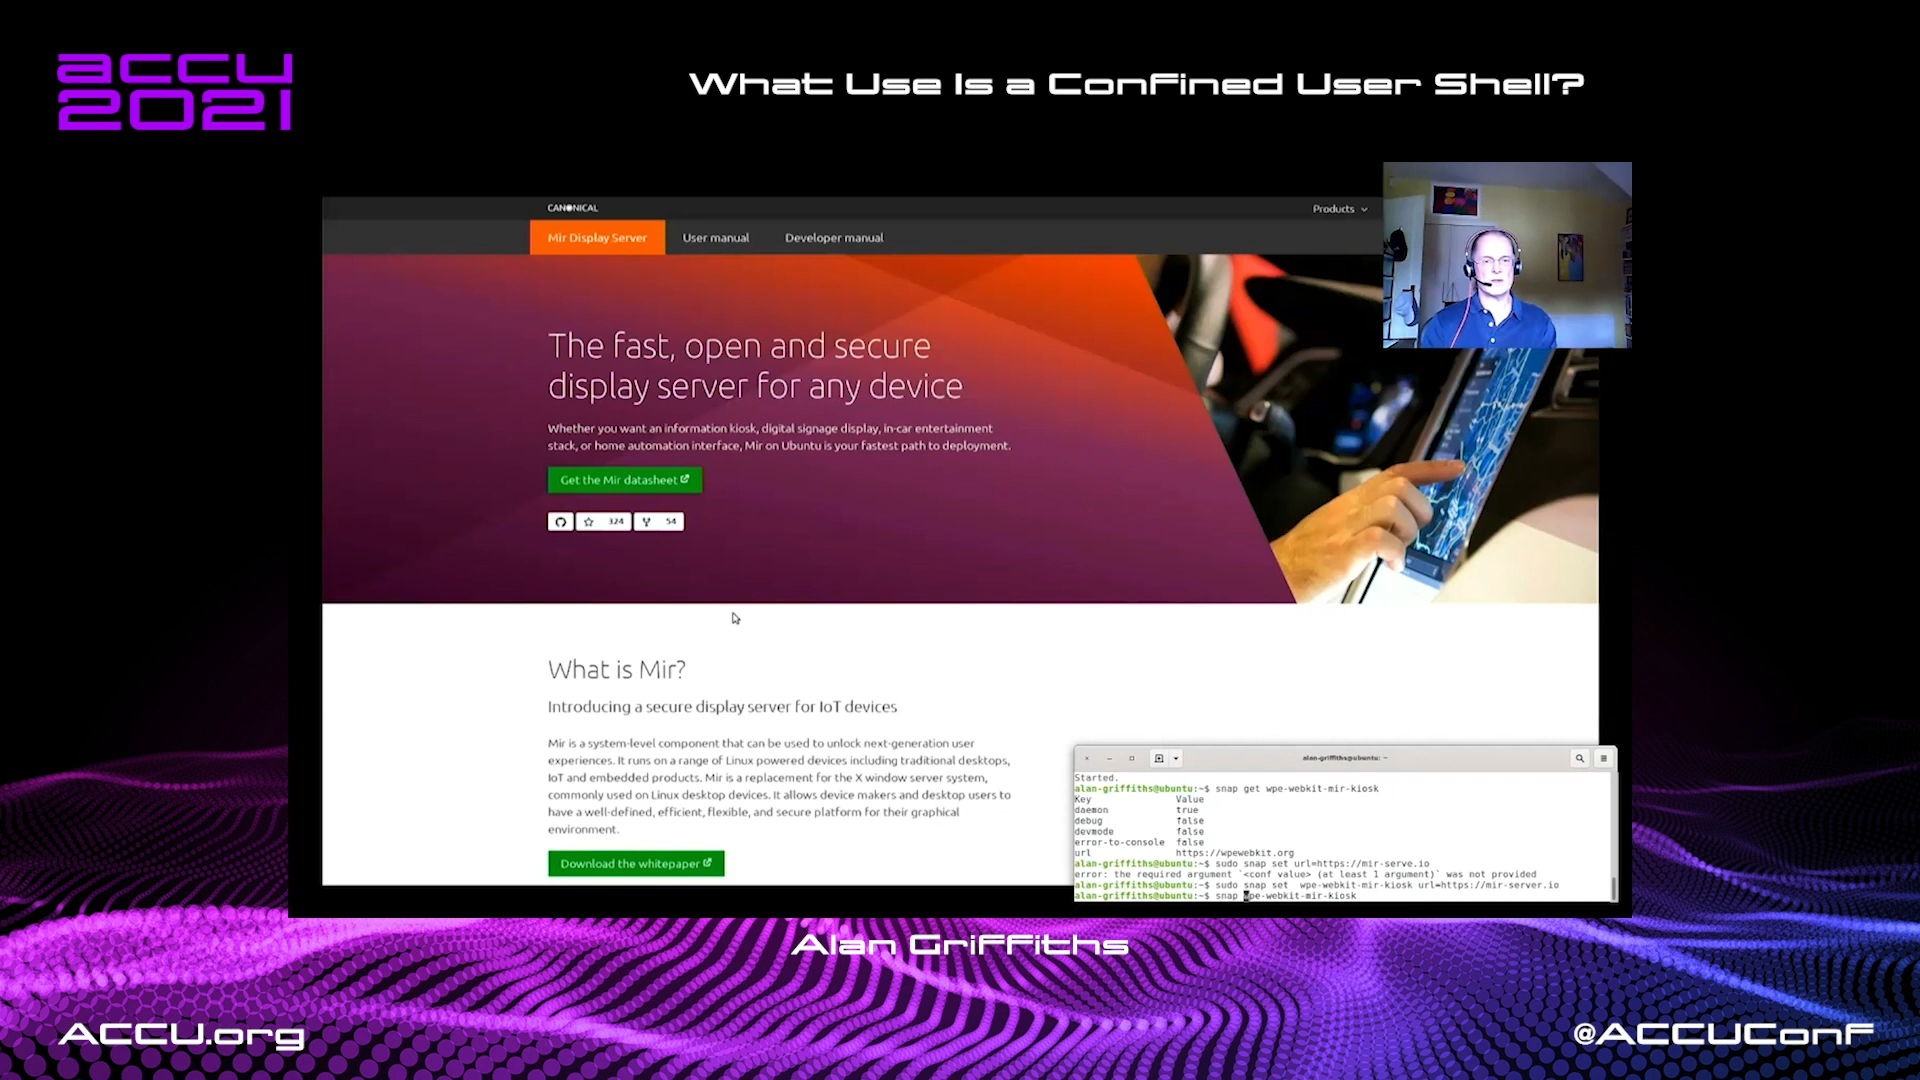 accu
2021
What Use Is a Confined User Shell?
CANONICAL
Products
Mir Display Server
User manual
Developer manual
The fast, open and secure
display server for any device
Whether you want an information kiosk, digital signage display, in-car entertainment
stack, or home automation interface, Mir on Ubuntu is your fastest path to deployment.
Get the Mir datasheet
324
54
What is Mir?
Introducing a secure display server for IoT devices
Mir is a system-level component that can be used to unlock next-generation user
experiences. It runs on a range of Linux powered devices including traditional desktops,
IoT and embedded products. Mir is a replacement for the X window server system,
commonly used on Linux desktop devices. It allows device makers and desktop users to
have a well-defined, efficient, flexible, and secure platform for their graphical
environment.
Download the whitepaper
alan-griffiths@ubuntu: ~
Started.
alan-griffiths@ubuntu:~$ snap get wpe-webkit-mir-kiosk
Key Value
daemon true
debug false
devmode false
error-to-console false
url https://wpewebkit.org
alan-griffiths@ubuntu:~$ sudo snap set url=https://mir-serve.io
error: the required argument `<conf value> (at least 1 argument)` was not provided
alan-griffiths@ubuntu:~$ sudo snap set  wpe-webkit-mir-kiosk url=https://mir-server.io
alan-griffiths@ubuntu:~$ snap wpe-webkit-mir-kiosk
Alan Griffiths
ACCU.org
@ACCUConf